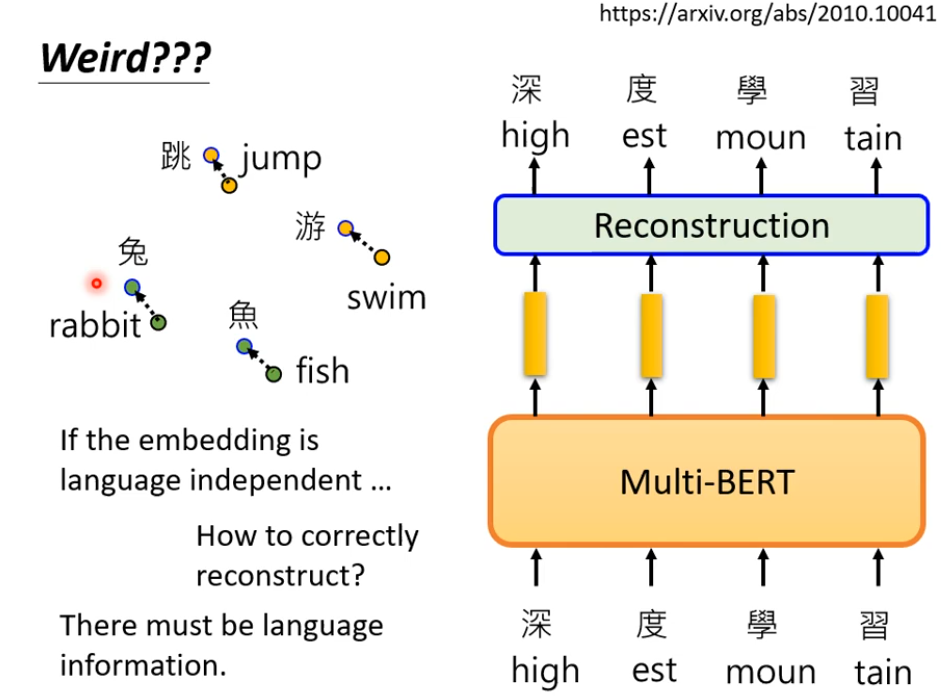 https://arxiv.org/abs/2010.10041
Weird???
跳 jump
游
swim
兔
rabbit
魚
fish
If the embedding is
language independent ...
How to correctly
reconstruct?
There must be language
information.
深 度 學 習
high est moun tain
Reconstruction
Multi-BERT
深 度 學 習
high est moun tain